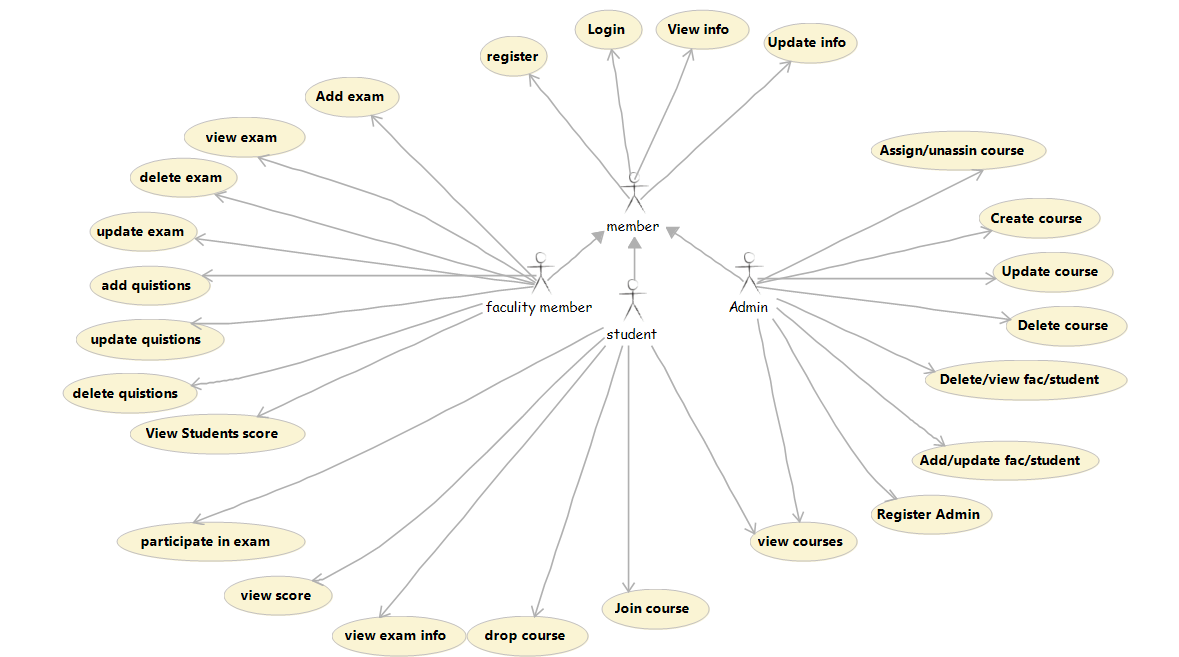 Login
View info
Update info
register
Add exam
view exam
Assign/unassin course
delete exam
Create course
member
update exam
Update course
add quistions
faculity member
Admin
Delete course
student
update quistions
Delete/view fac/student
delete quistions
View Students score
Add/update fac/student
Register Admin
participate in exam
view courses
view score
Join course
view exam info
drop course